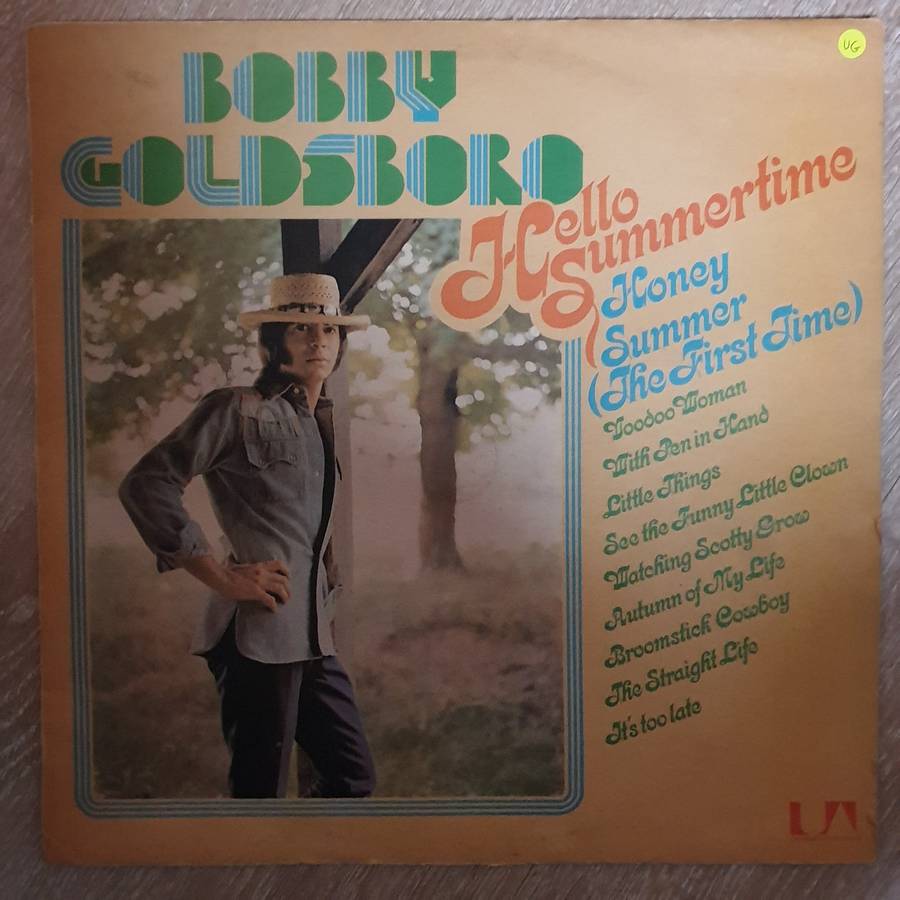 BOBBY
GOLDSBORO
Hello
Summertime
Honey
Summer
(The First Time)
Voodoo Woman
With Pen in Hand
Little Things
See the Funny Little Clown
Watching Scotty Grow
Autumn of My Life
Broomstick Cowboy
The Straight Life
It's too late
UA
VG